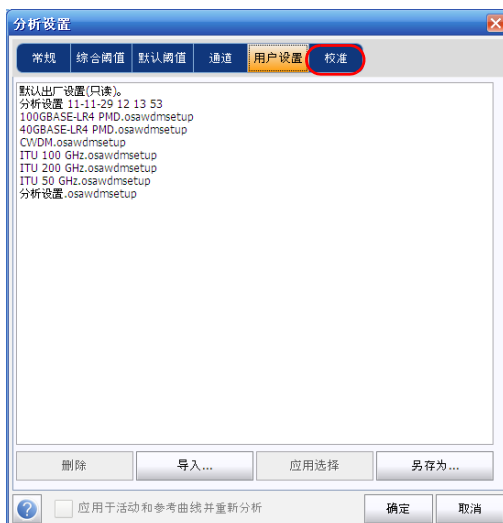 分析设置
常规 综合阈值 默认阈值 通道 用户设置 校准
默认出厂设置(只读)。
分析设置 11-11-29 12 13 53
100GBASE-LR4 PMD.osawdmsetup
40GBASE-LR4 PMD.osawdmsetup
CWDM.osawdmsetup
ITU 100 GHz.osawdmsetup
ITU 200 GHz.osawdmsetup
ITU 50 GHz.osawdmsetup
分析设置.osawdmsetup
删除 导入... 应用选择 另存为...
应用于活动和参考曲线并重新分析 确定 取消